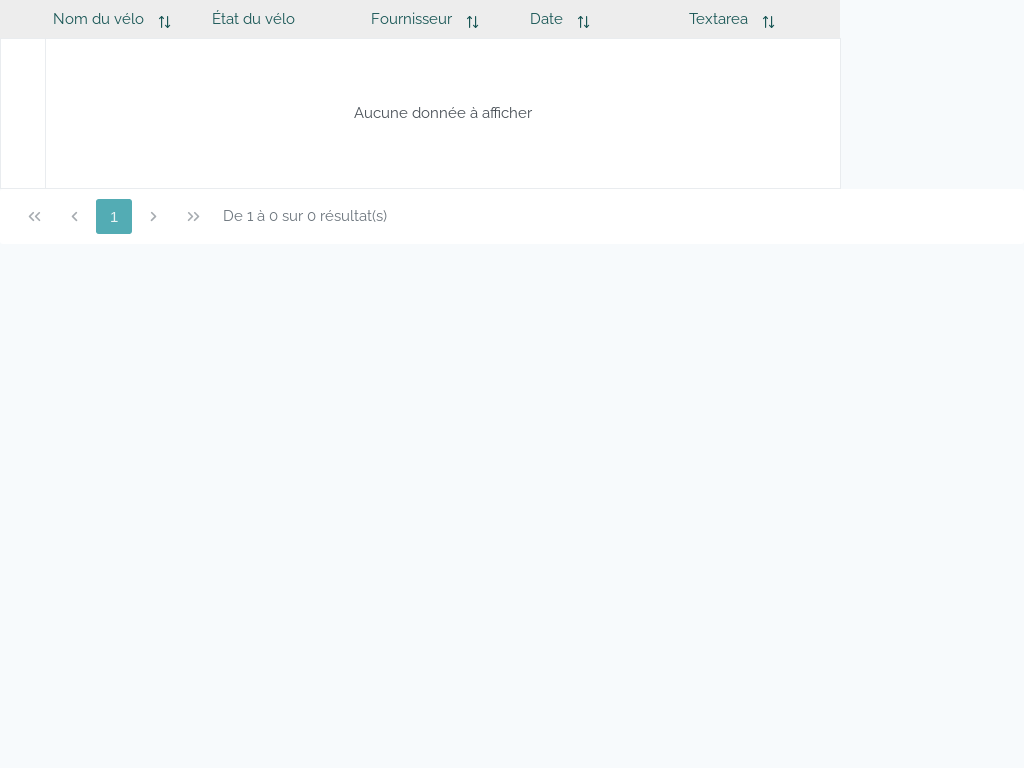 Nom du vélo État du vélo Fournisseur Date Textarea
Aucune donnée à afficher
1 De 1 à 0 sur 0 résultat(s)